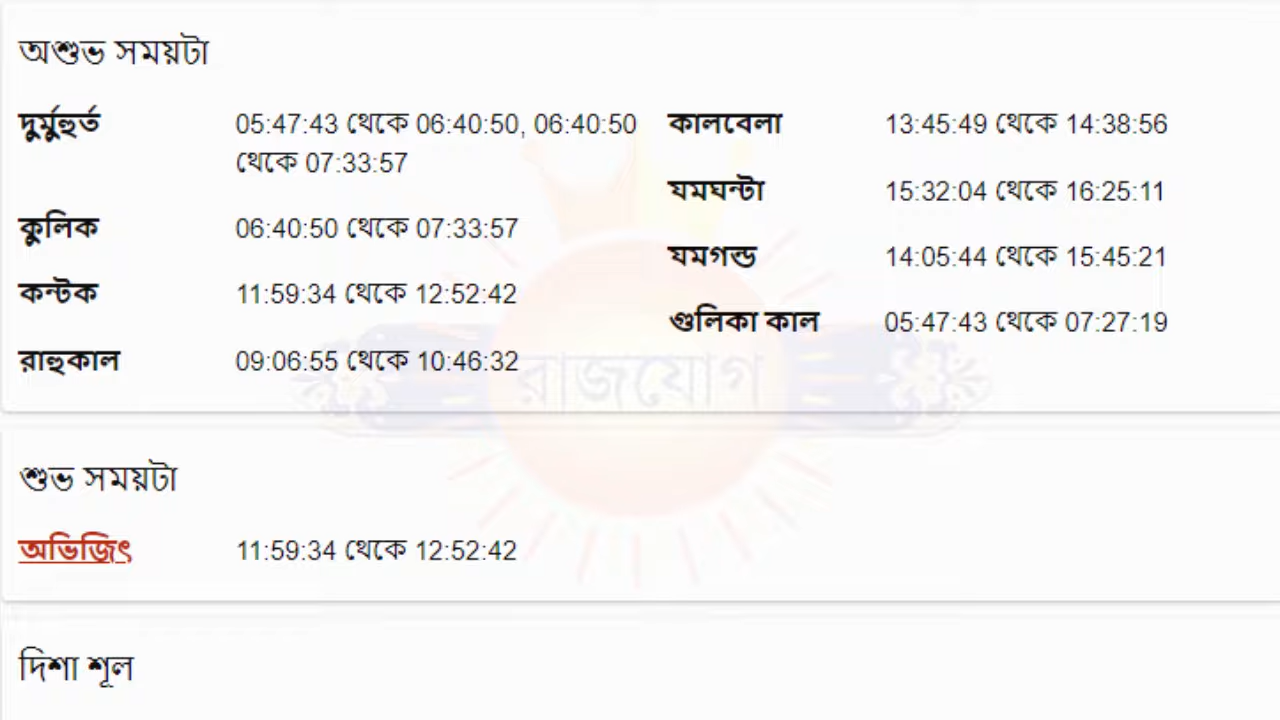 অশুভ সময়টা
দুর্মুহুর্ত 05:47:43 থেকে 06:40:50, 06:40:50
থেকে 07:33:57
কুলিক 06:40:50 থেকে 07:33:57
কন্টক 11:59:34 থেকে 12:52:42
রাহুকাল 09:06:55 থেকে 10:46:32
কালবেলা 13:45:49 থেকে 14:38:56
যমঘন্টা 15:32:04 থেকে 16:25:11
যমগন্ড 14:05:44 থেকে 15:45:21
গুলিকা কাল 05:47:43 থেকে 07:27:19
রাজযোগ
শুভ সময়টা
অভিজিৎ 11:59:34 থেকে 12:52:42
দিশা শূল